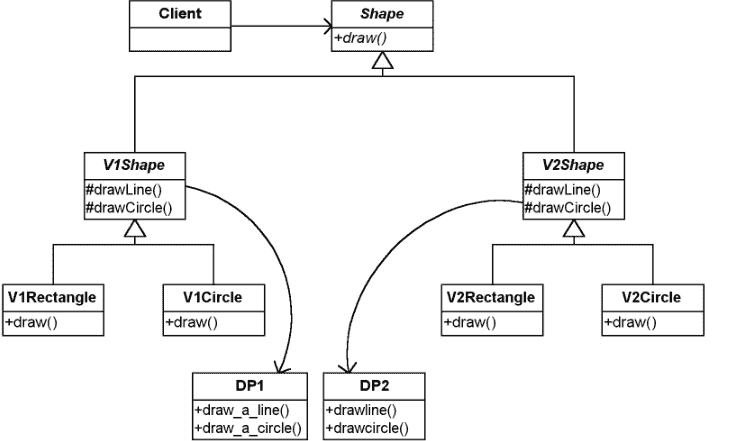 Client
Shape
+draw()
V1Shape
#drawLine()
#drawCircle()
V2Shape
#drawLine()
#drawCircle()
V1Rectangle
+draw()
V1Circle
+draw()
V2Rectangle
+draw()
V2Circle
+draw()
DP1
+draw_a_line()
+draw_a_circle()
DP2
+drawline()
+drawcircle()